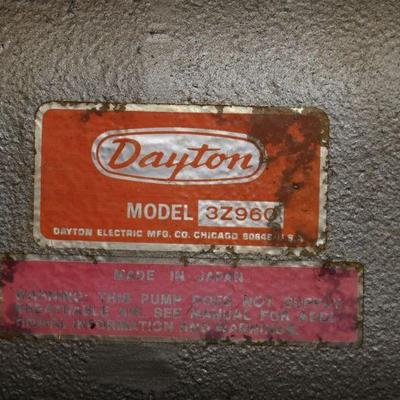 Dayton
MODEL 3Z960
DAYTON ELECTRIC MFG. CO. CHICAGO 60648 U.S.A.
MADE IN JAPAN
WARNING: THIS PUMP DOES NOT SUPPLY
BREATHABLE AIR. SEE MANUAL FOR ADDI-
TIONAL INFORMATION AND WARNINGS.